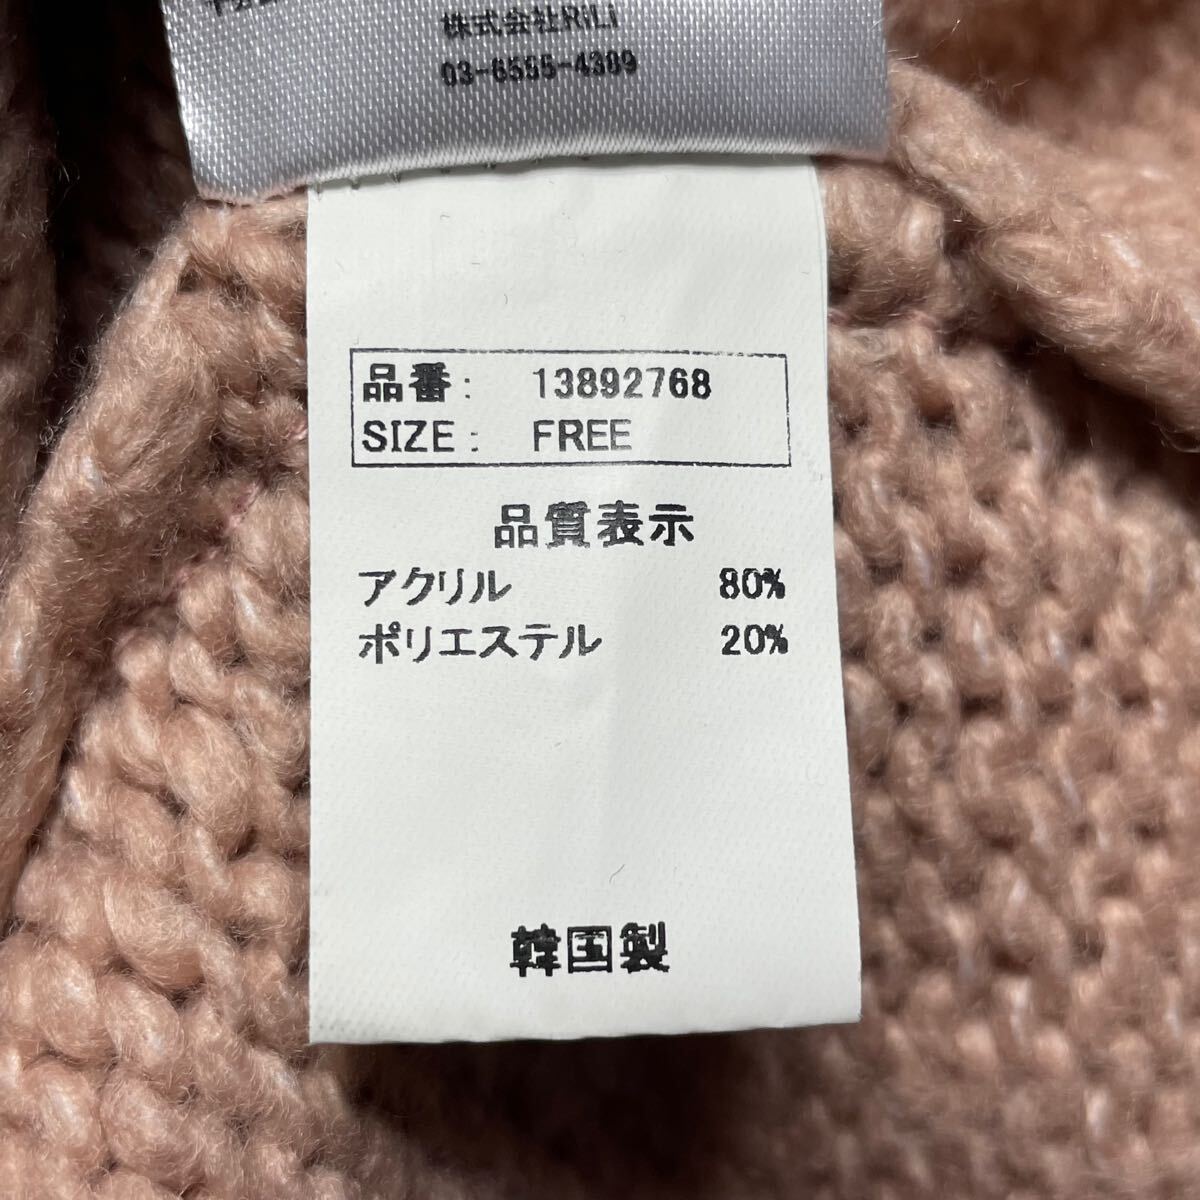 株式会社RiLi
03-6555-4389
品番: 13892768
SIZE: FREE
品質表示
アクリル 80%
ポリエステル 20%
韓国製